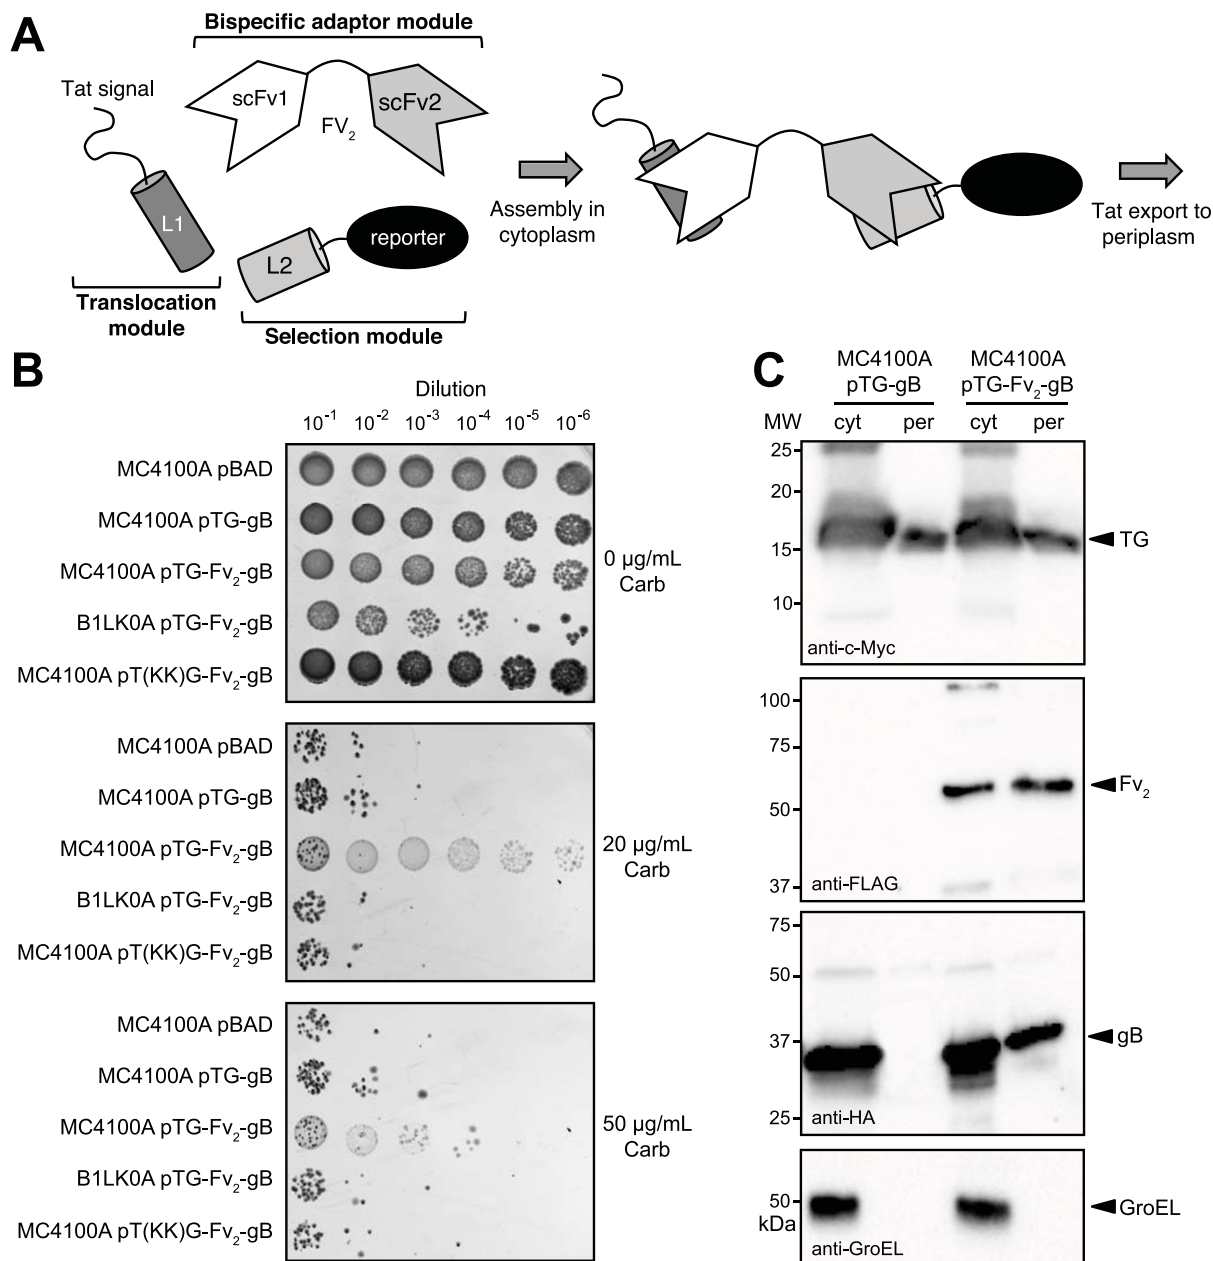 A
Bispecific adaptor module
Tat signal
scFv1
scFv2
FV2
L1
L2
reporter
Translocation
module
Selection module
Assembly in
cytoplasm
Tat export to
periplasm
B
Dilution
10-1 10-2 10-3 10-4 10-5 10-6
MC4100A pBAD
MC4100A pTG-gB
MC4100A pTG-Fv2-gB
B1LK0A pTG-Fv2-gB
MC4100A pT(KK)G-Fv2-gB
0 µg/mL
Carb
MC4100A pBAD
MC4100A pTG-gB
MC4100A pTG-Fv2-gB
B1LK0A pTG-Fv2-gB
MC4100A pT(KK)G-Fv2-gB
20 µg/mL
Carb
MC4100A pBAD
MC4100A pTG-gB
MC4100A pTG-Fv2-gB
B1LK0A pTG-Fv2-gB
MC4100A pT(KK)G-Fv2-gB
50 µg/mL
Carb
C
MC4100A
pTG-gB
MC4100A
pTG-Fv2-gB
MW cyt per cyt per
25
20
15
10
TG
anti-c-Myc
100
75
50
37
Fv2
anti-FLAG
75
50
37
25
gB
anti-HA
50
kDa
GroEL
anti-GroEL